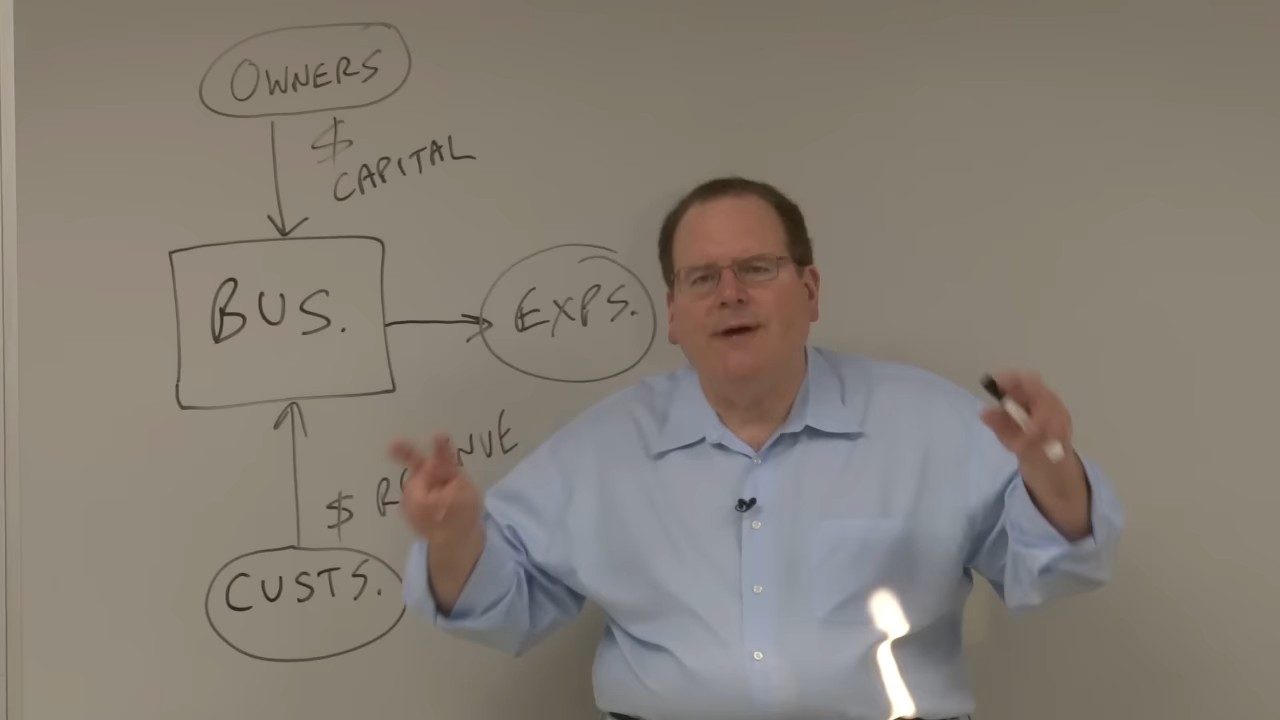 OWNERS
$
CAPITAL
BUS.
EXPS.
$
CUSTS.